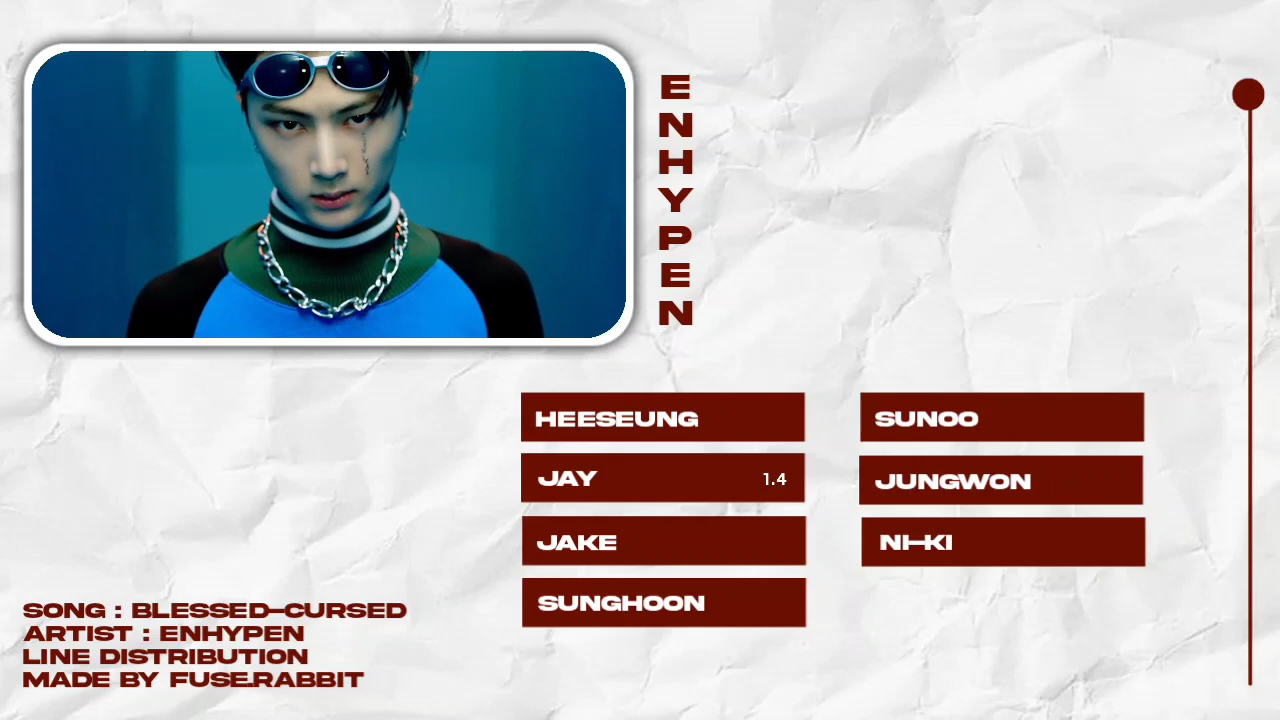 ENHYPEN
HEESEUNG
SUNOO
JAY 1.4
JUNGWON
JAKE
NI-KI
SUNGHOON
SONG : BLESSED-CURSED
ARTIST : ENHYPEN
LINE DISTRIBUTION
MADE BY FUSE.RABBIT